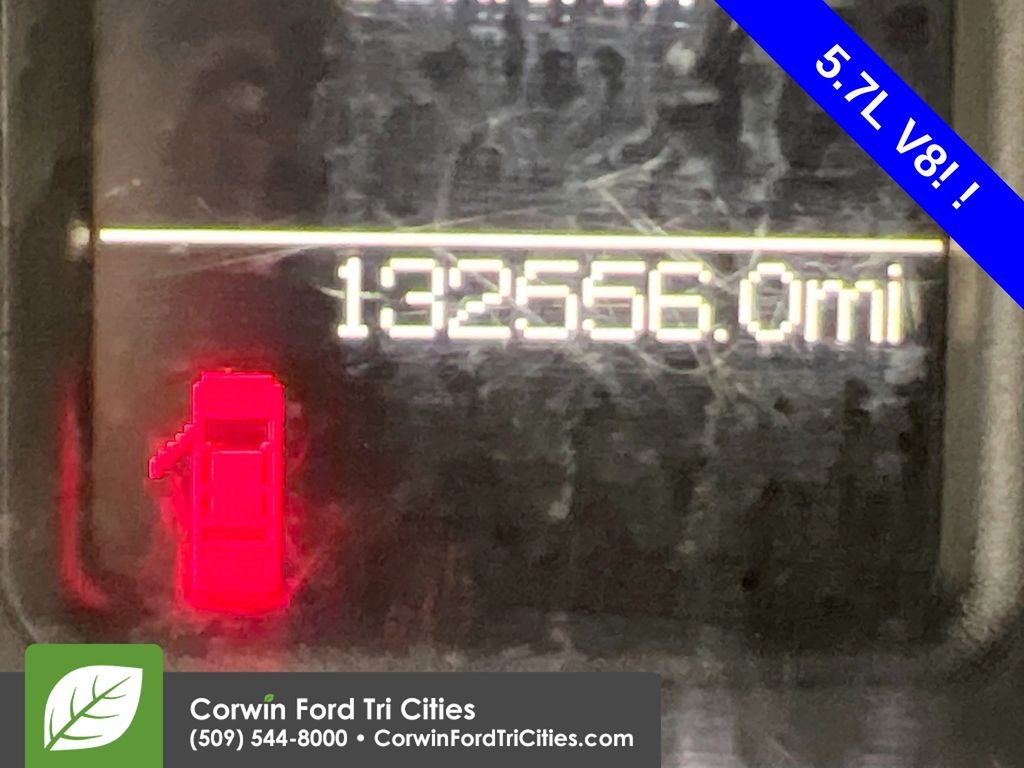 5.7L V8! !
132556.0mi
Corwin Ford Tri Cities
(509) 544-8000 • CorwinFordTriCities.com